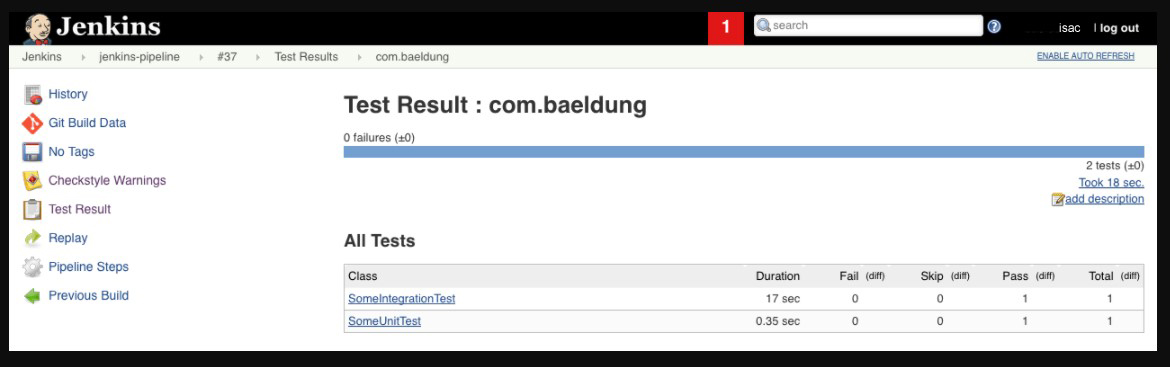 Jenkins 1 search isac | log out
Jenkins jenkins-pipeline #37 Test Results com.baeldung ENABLE AUTO REFRESH
History
Git Build Data
No Tags
Checkstyle Warnings
Test Result
Replay
Pipeline Steps
Previous Build
Test Result : com.baeldung
0 failures (±0)
2 tests (±0)
Took 18 sec.
add description
All Tests
Class Duration Fail (diff) Skip (diff) Pass (diff) Total (diff)
SomeIntegrationTest 17 sec 0 0 1 1
SomeUnitTest 0.35 sec 0 0 1 1